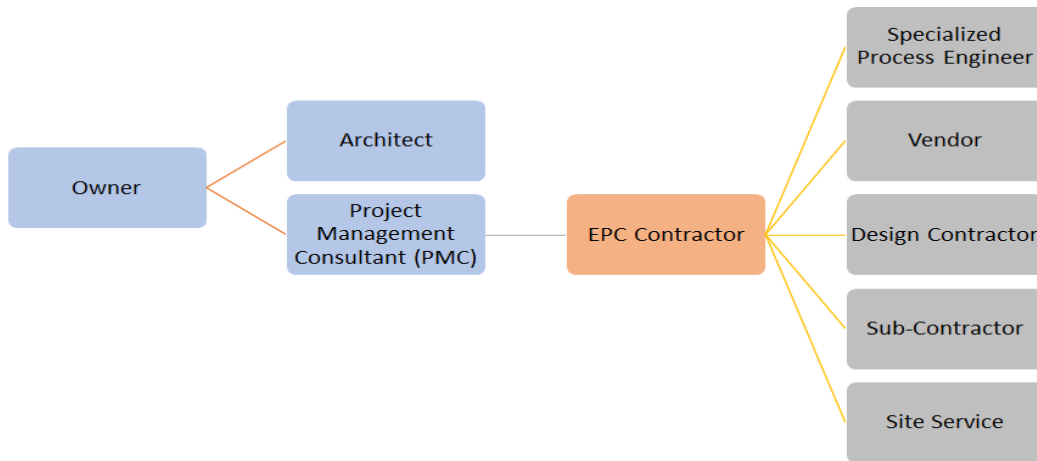 Owner
Architect
Project
Management
Consultant (PMC)
EPC Contractor
Specialized
Process Engineer
Vendor
Design Contractor
Sub-Contractor
Site Service